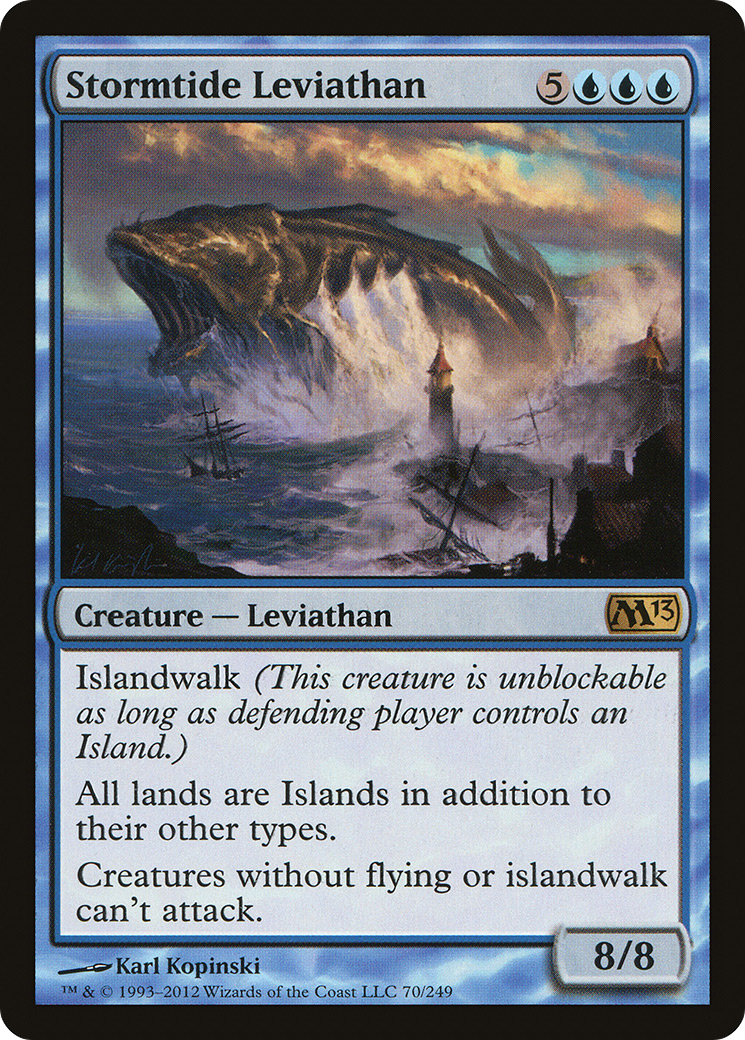 Stormtide Leviathan 5
Creature — Leviathan M13
Islandwalk (This creature is unblockable
as long as defending player controls an
Island.)
All lands are Islands in addition to
their other types.
Creatures without flying or islandwalk
can't attack.
8/8
Karl Kopinski
™ & © 1993–2012 Wizards of the Coast LLC 70/249